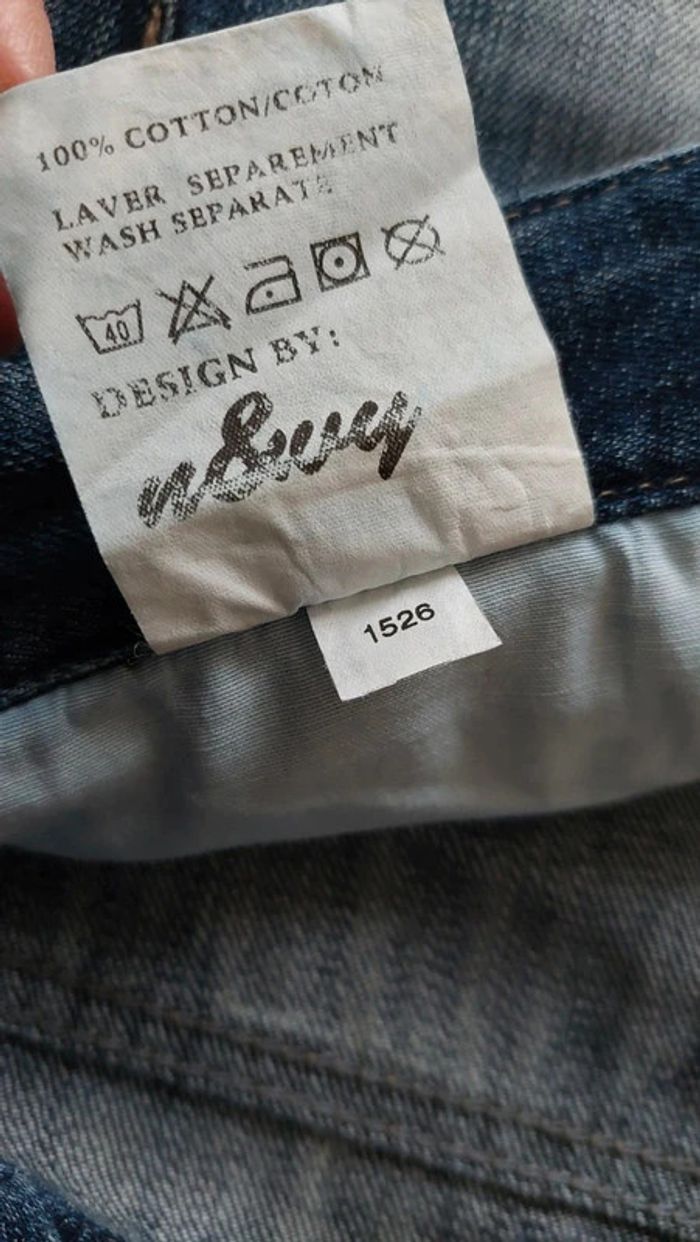 100% COTTON/COTON
LAVER SEPAREMENT
WASH SEPARATE
40
DESIGN BY:
1526